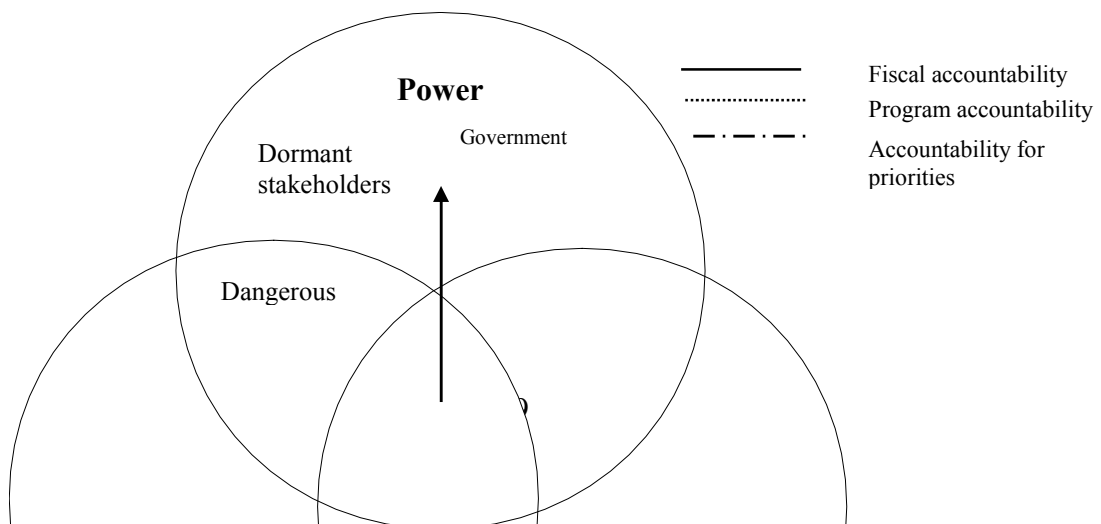 Power
Government
Dormant
stakeholders
Dangerous
Fiscal accountability
Program accountability
Accountability for
priorities